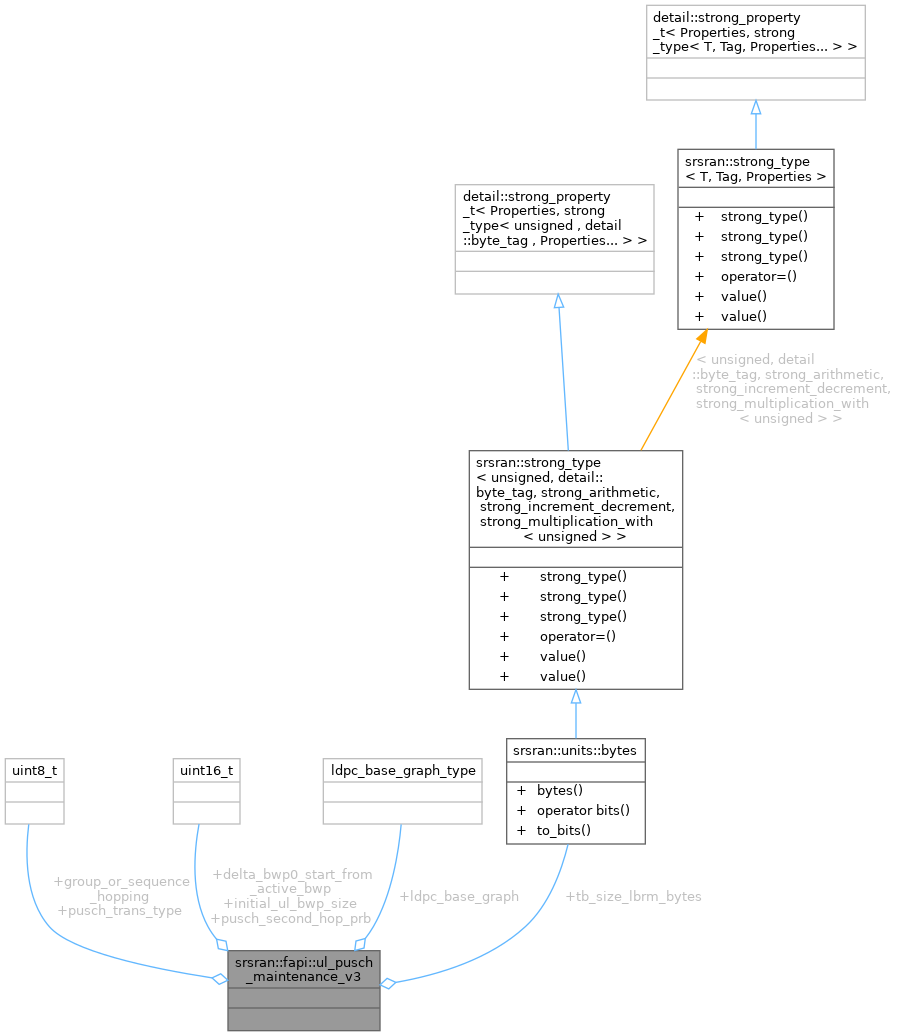 detail::strong_property
_t< Properties, strong
_type< T, Tag, Properties... > >
srsran::strong_type
< T, Tag, Properties >
+ strong_type()
+ strong_type()
+ strong_type()
+ operator=()
+ value()
+ value()
detail::strong_property
_t< Properties, strong
_type< unsigned , detail
::byte_tag , Properties... > >
< unsigned, detail
::byte_tag, strong_arithmetic,
strong_increment_decrement,
strong_multiplication_with
< unsigned > >
srsran::strong_type
< unsigned, detail::
byte_tag, strong_arithmetic,
strong_increment_decrement,
strong_multiplication_with
< unsigned > >
+ strong_type()
+ strong_type()
+ strong_type()
+ operator=()
+ value()
+ value()
uint8_t
uint16_t
ldpc_base_graph_type
srsran::units::bytes
+ bytes()
+ operator bits()
+ to_bits()
+group_or_sequence
_hopping
+pusch_trans_type
+delta_bwp0_start_from
_active_bwp
+initial_ul_bwp_size
+pusch_second_hop_prb
+ldpc_base_graph
+tb_size_lbrm_bytes
srsran::fapi::ul_pusch
_maintenance_v3